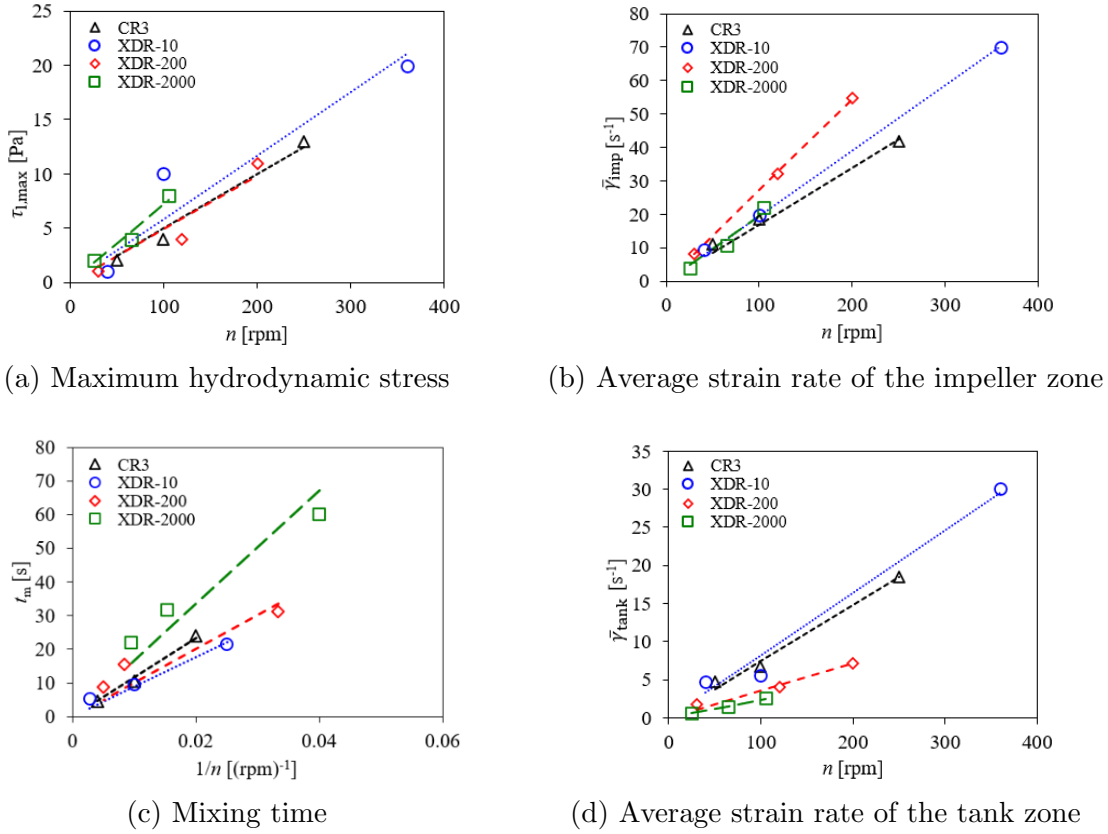 △ CR3
○ XDR-10
◇ XDR-200
□ XDR-2000
25
20
15
10
5
0
τ̄l.max [Pa]
0 100 200 300 400
n [rpm]
(a) Maximum hydrodynamic stress
CR3
XDR-10
XDR-200
XDR-2000
80
70
60
50
40
30
20
10
0
γ̄imp [s⁻¹]
0 100 200 300 400
n [rpm]
(b) Average strain rate of the impeller zone
CR3
XDR-10
XDR-200
XDR-2000
80
70
60
50
40
30
20
10
0
tm [s]
0 0.02 0.04 0.06
1/n [(rpm)⁻¹]
(c) Mixing time
CR3
XDR-10
XDR-200
XDR-2000
35
30
25
20
15
10
5
0
γ̄tank [s⁻¹]
0 100 200 300 400
n [rpm]
(d) Average strain rate of the tank zone